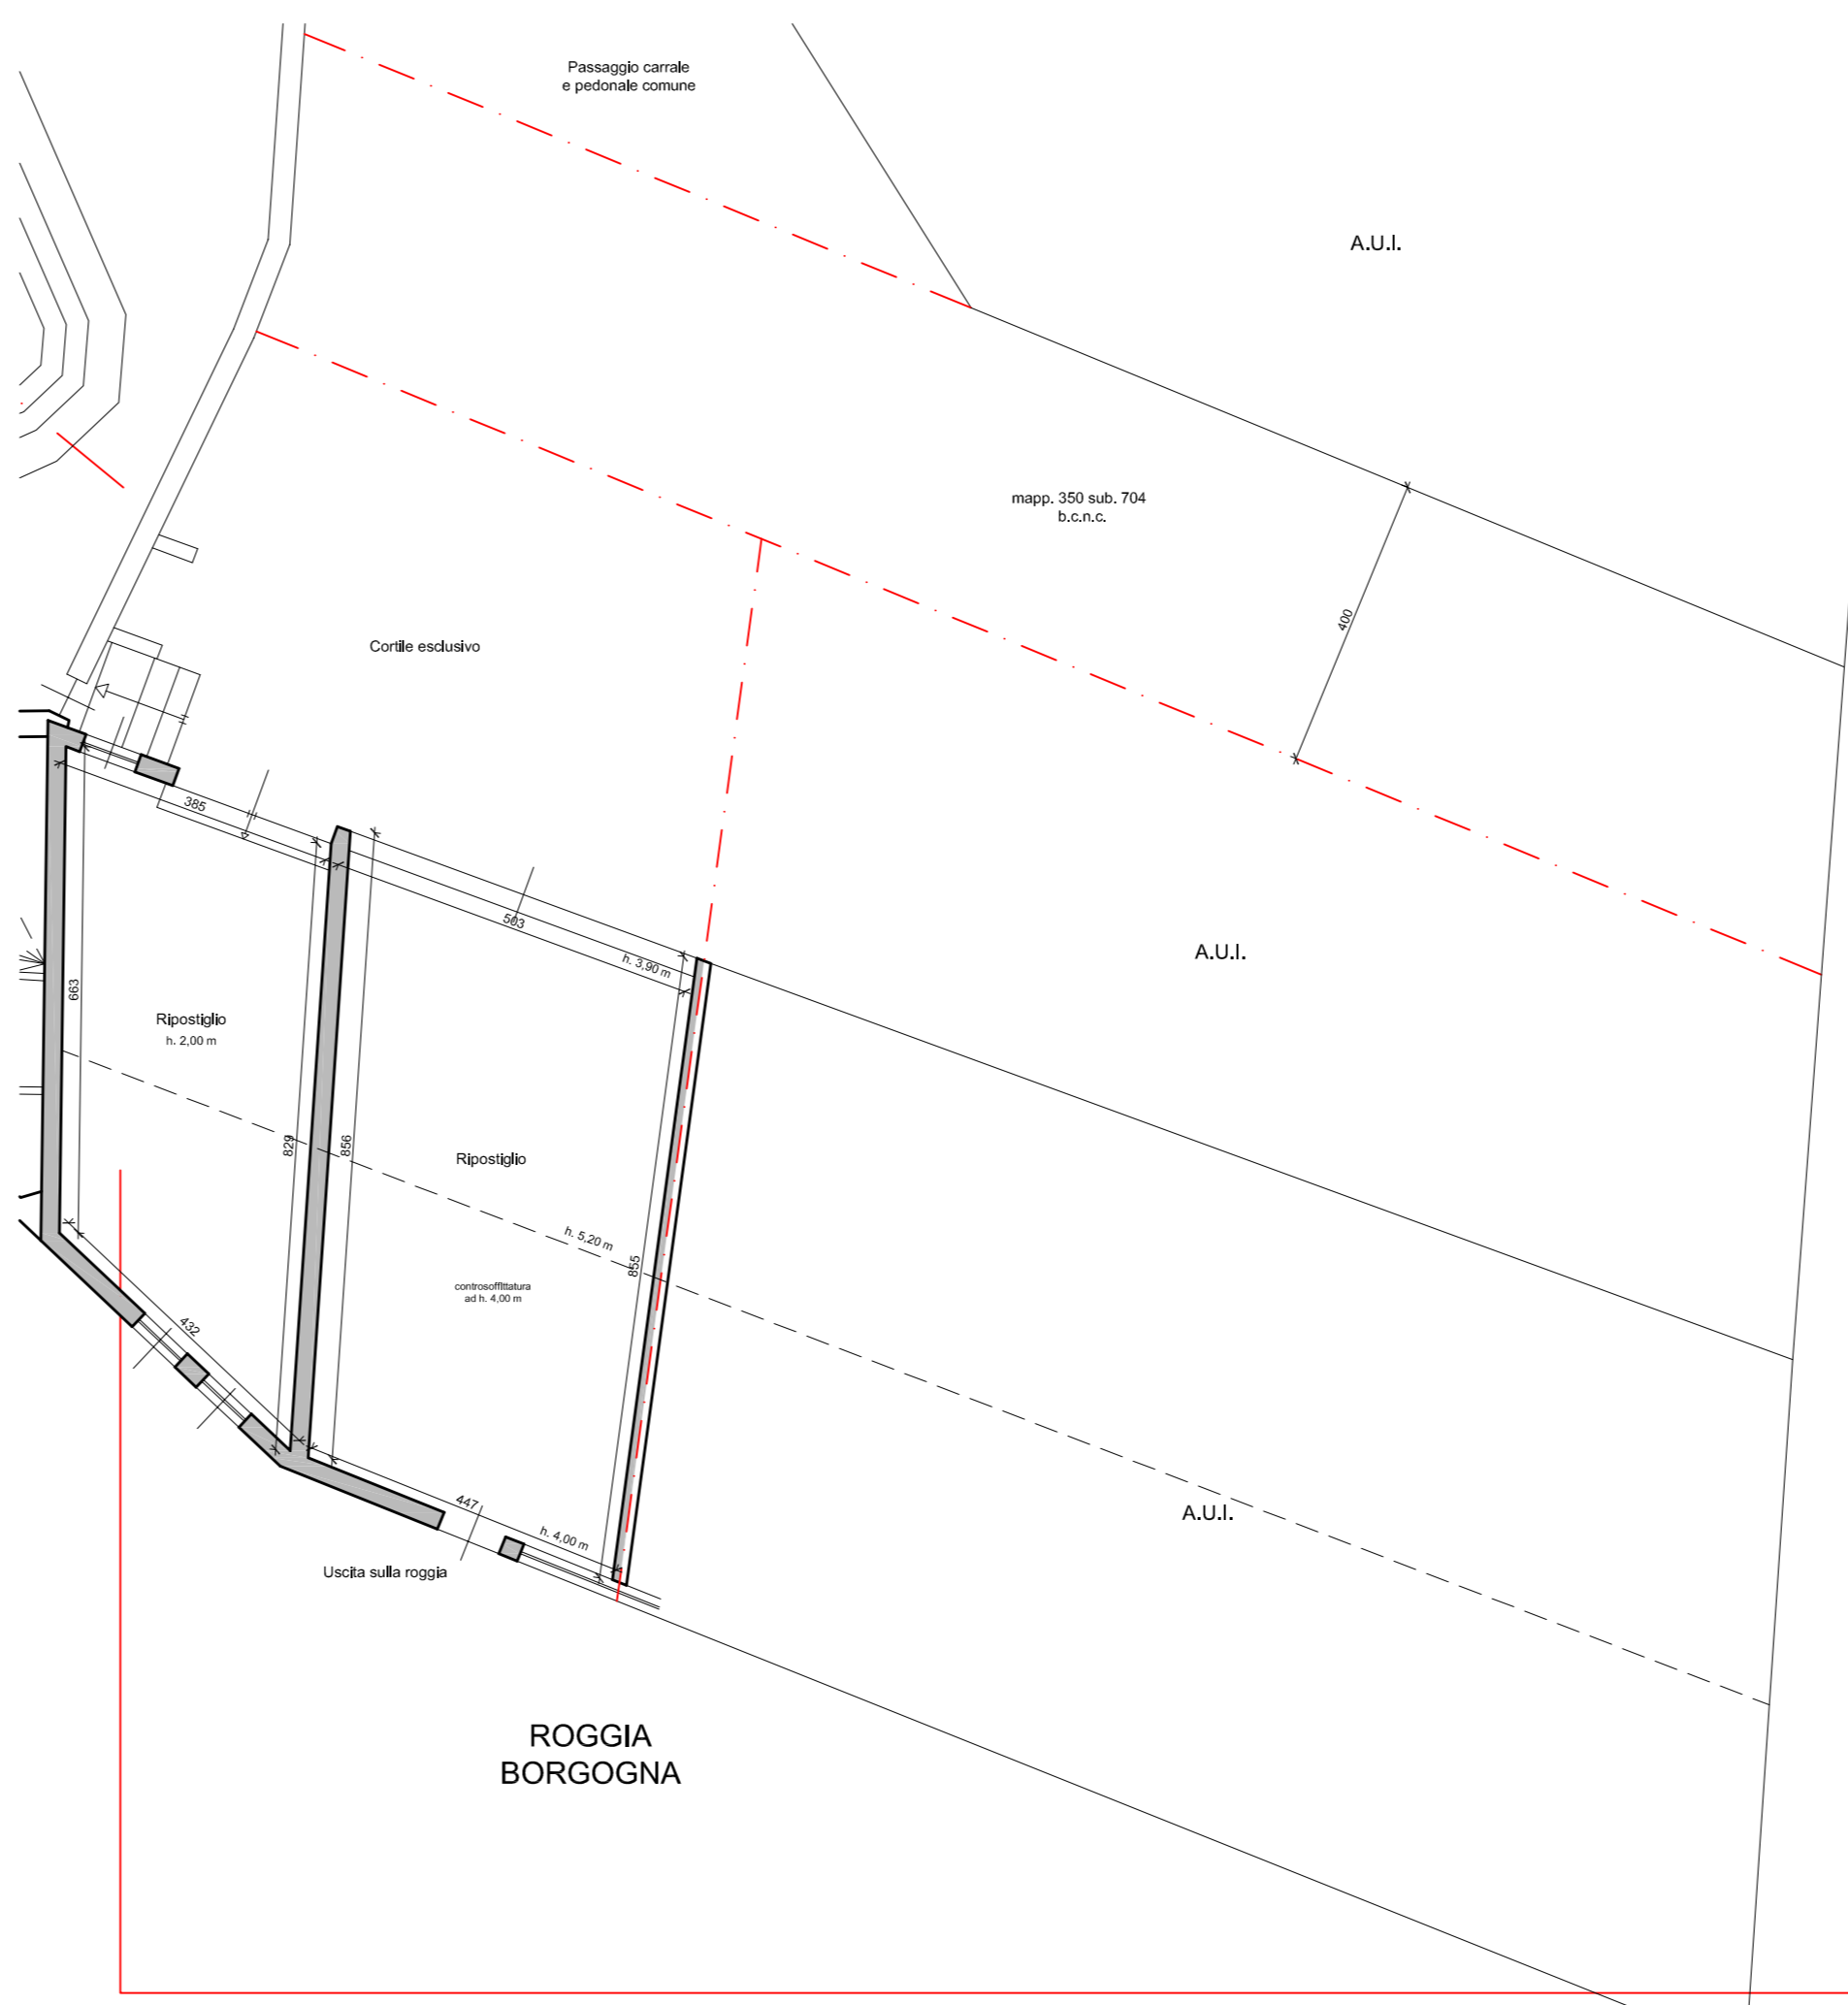 Passaggio carrale
e pedonale comune
A.U.I.
mapp. 350 sub. 704
b.c.n.c.
400
Cortile esclusivo
385
503
h. 3,90 m
A.U.I.
663
Ripostiglio
h. 2,00 m
829
856
Ripostiglio
h. 5,20 m
855
controsoffittatura
ad h. 4,00 m
432
447
h. 4,00 m
A.U.I.
Uscita sulla roggia
ROGGIA
BORGOGNA